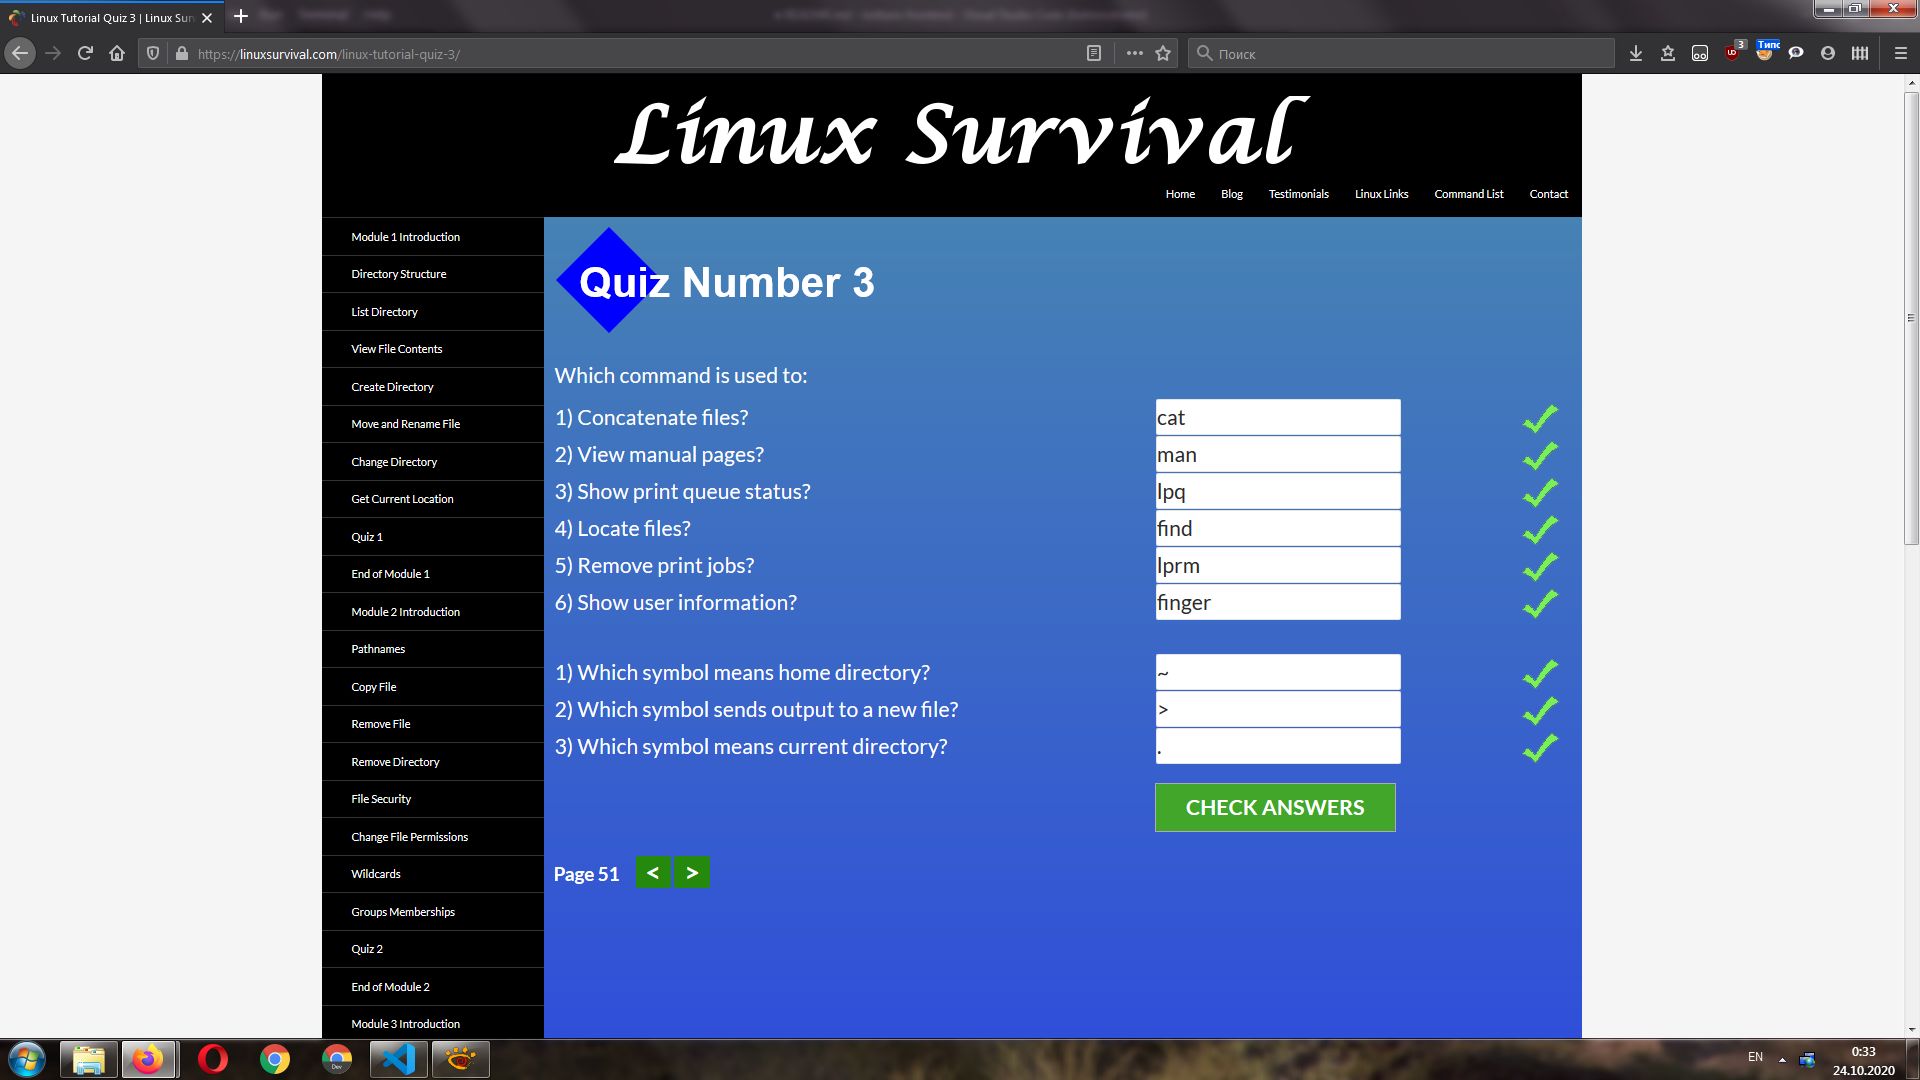 Linux Tutorial Quiz 3 | Linux Sur
https://linuxsurvival.com/linux-tutorial-quiz-3/
Поиск
3
Типо
Linux Survival
Home Blog Testimonials Linux Links Command List Contact
Module 1 Introduction
Directory Structure
List Directory
View File Contents
Create Directory
Move and Rename File
Change Directory
Get Current Location
Quiz 1
End of Module 1
Module 2 Introduction
Pathnames
Copy File
Remove File
Remove Directory
File Security
Change File Permissions
Wildcards
Groups Memberships
Quiz 2
End of Module 2
Module 3 Introduction
Quiz Number 3
Which command is used to:
1) Concatenate files? cat
2) View manual pages? man
3) Show print queue status? lpq
4) Locate files? find
5) Remove print jobs? lprm
6) Show user information? finger
1) Which symbol means home directory? ~
2) Which symbol sends output to a new file? >
3) Which symbol means current directory? .
CHECK ANSWERS
Page 51 < >
Dev
EN
0:33
24.10.2020